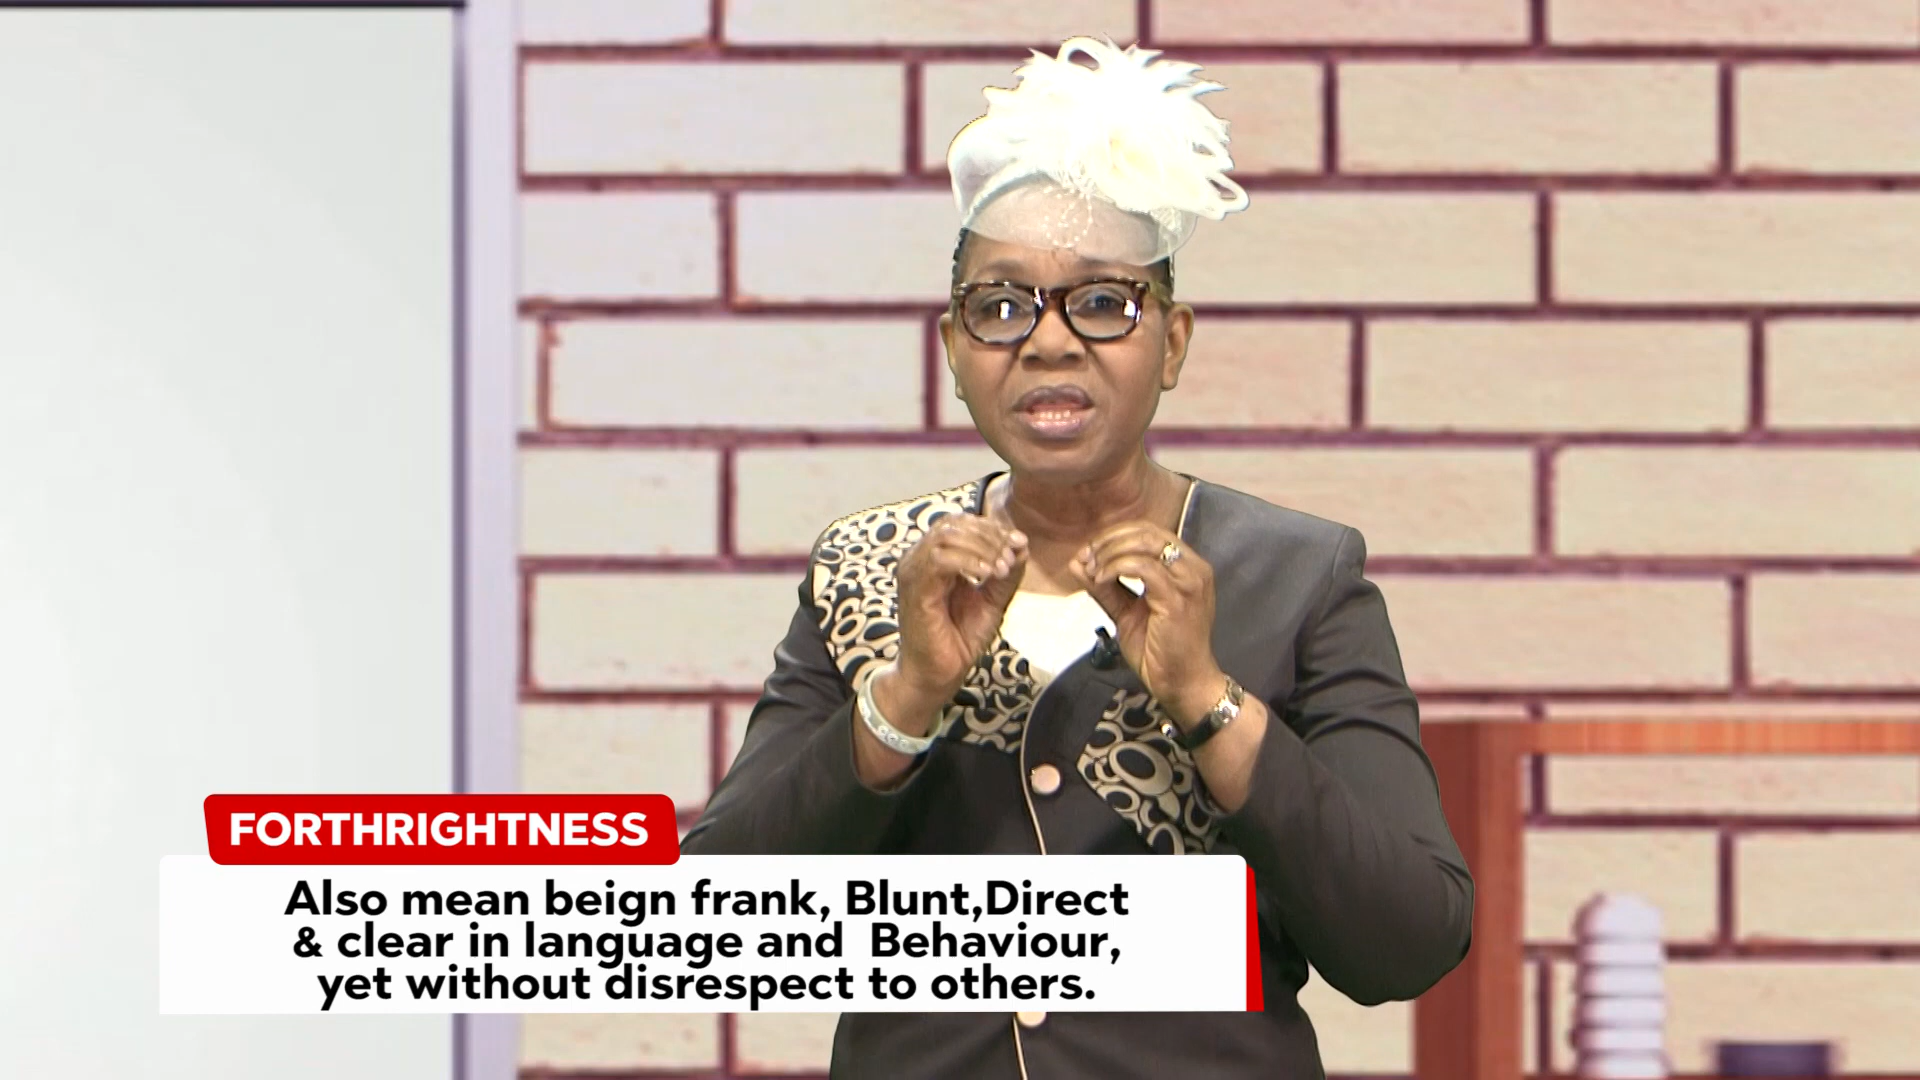 FORTHRIGHTNESS
Also mean beign frank, Blunt,Direct
& clear in language and  Behaviour,
yet without disrespect to others.